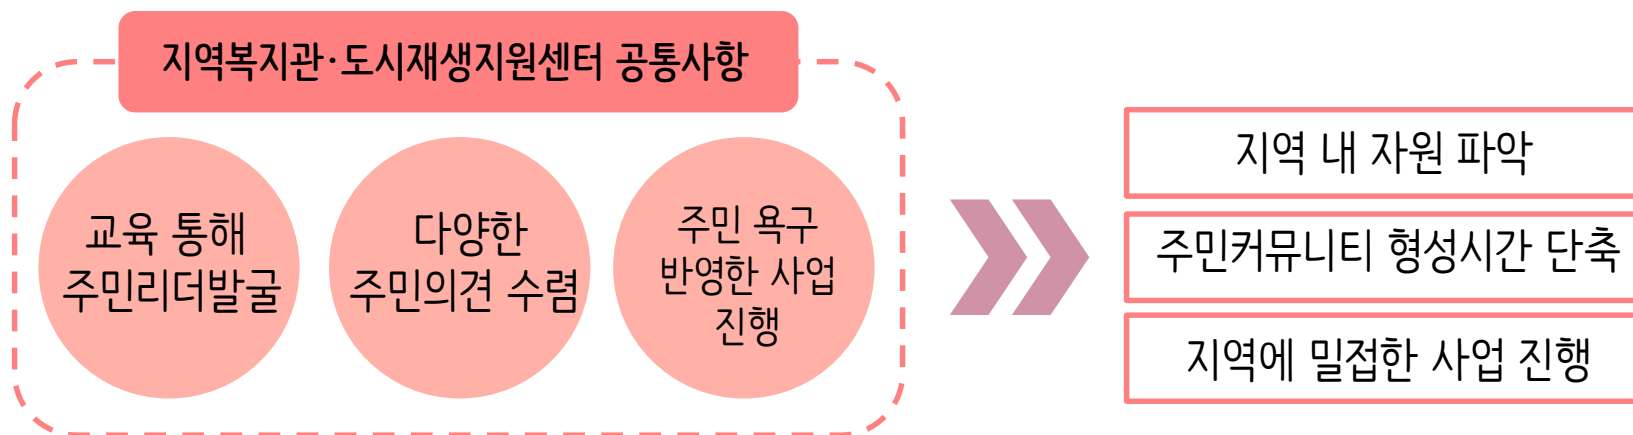 지역복지관·도시재생지원센터 공통사항
교육 통해
주민리더발굴
다양한
주민의견 수렴
주민 욕구
반영한 사업
진행
지역 내 자원 파악
주민커뮤니티 형성시간 단축
지역에 밀접한 사업 진행